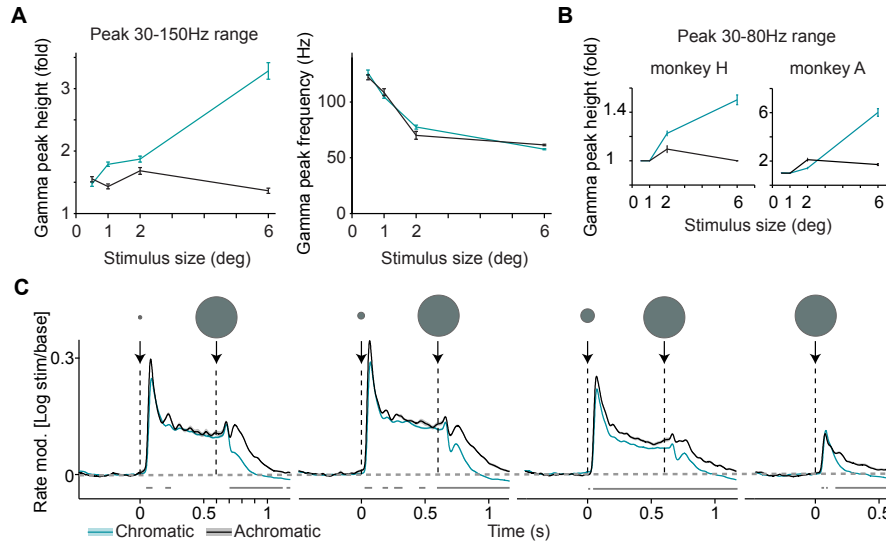 A
Peak 30-150Hz range
Gamma peak height (fold)
3
2
1
0
1
2
6
Stimulus size (deg)
Gamma peak frequency (Hz)
100
50
0
0
1
2
6
Stimulus size (deg)
B
Peak 30-80Hz range
monkey H
monkey A
Gamma peak height (fold)
1.4
1
0 1 2 6
6
2
0 1 2 6
Stimulus size (deg)
C
Rate mod. [Log stim/base]
0.3
0
0 0.5 1
0 0.5 1
0 0.5 1
0 0.5
Chromatic Achromatic
Time (s)